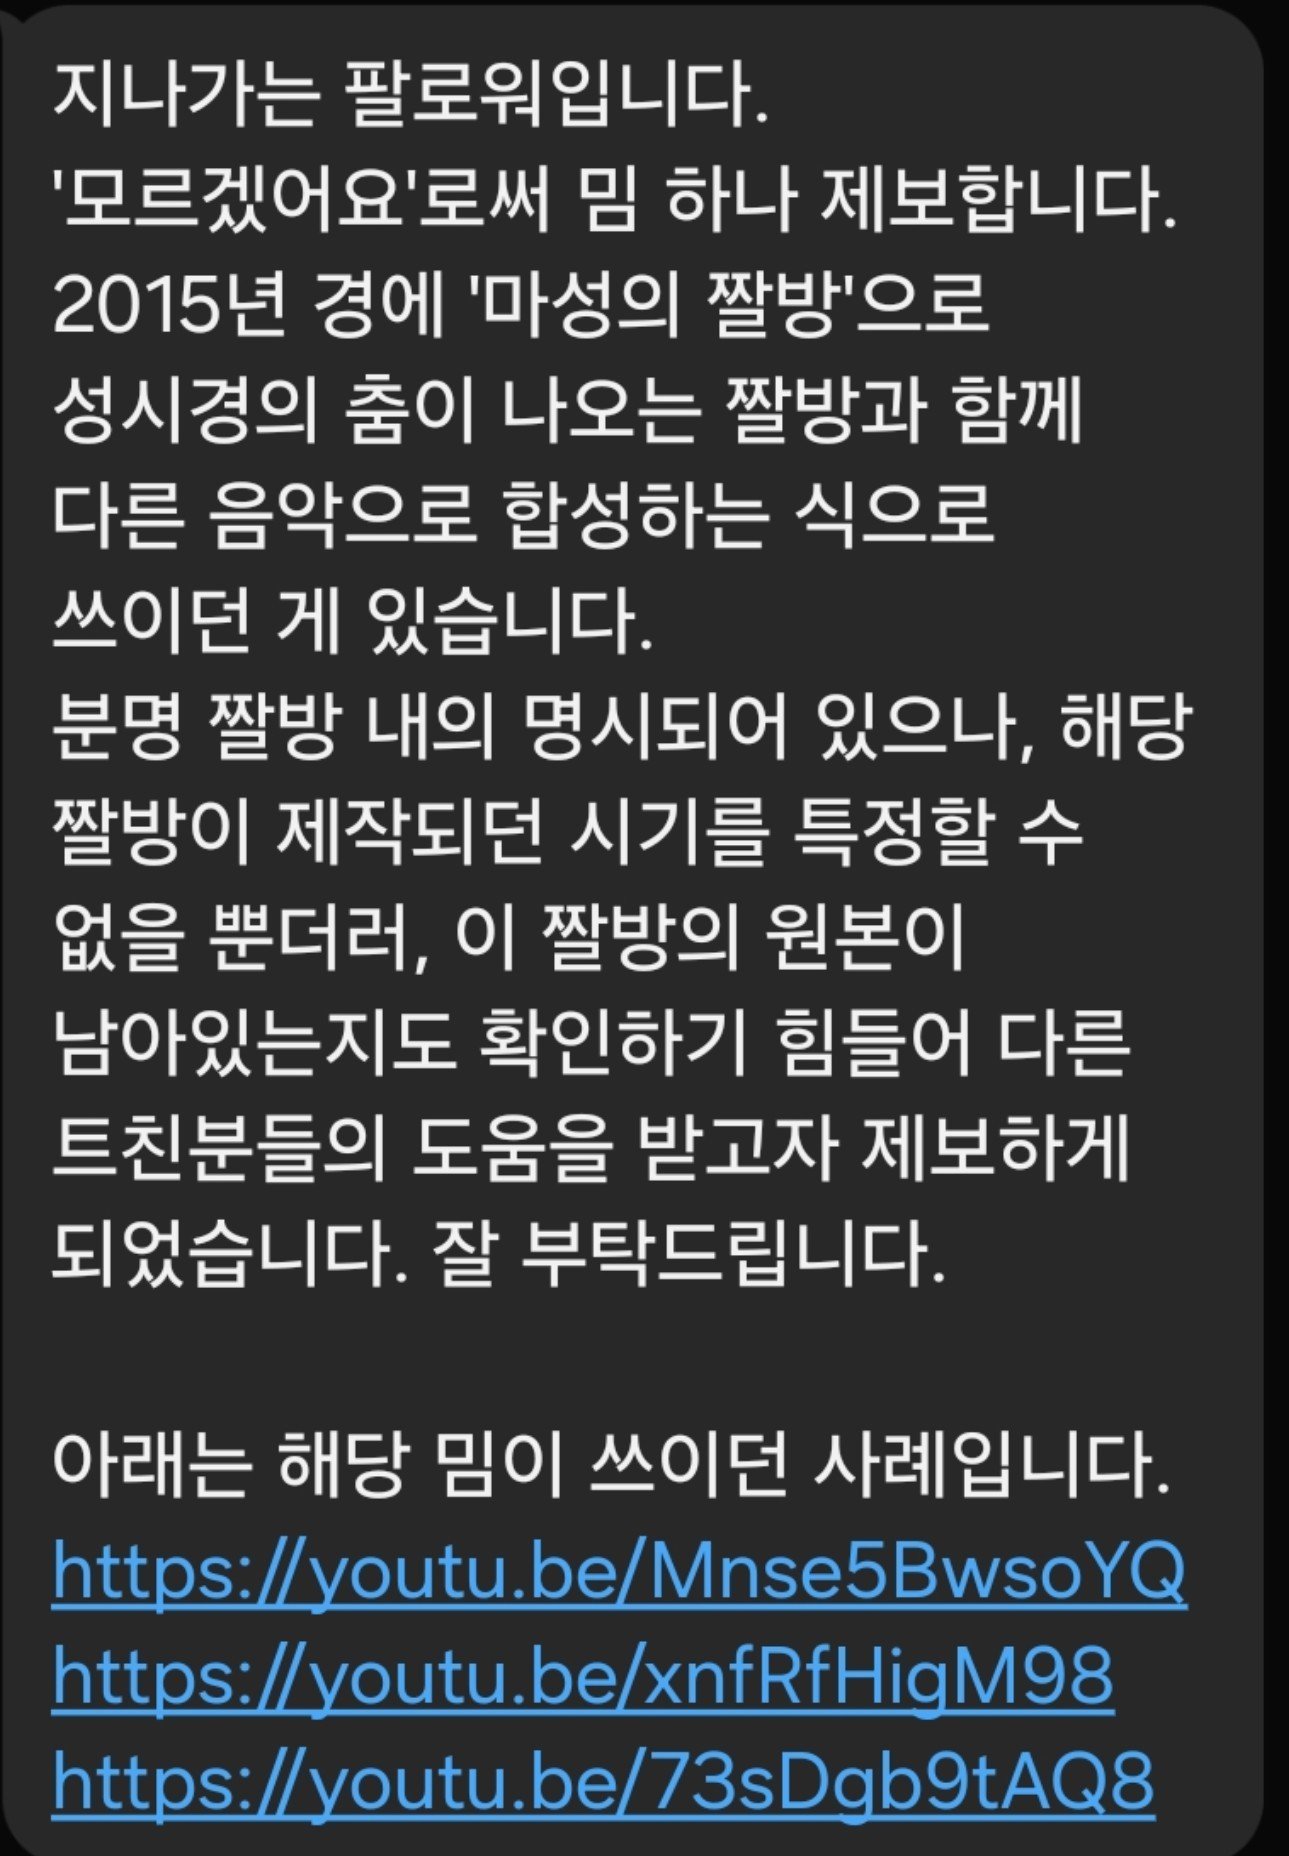 지나가는 팔로워입니다.
'모르겠어요'로써 밈 하나 제보합니다.
2015년 경에 '마성의 짤방'으로
성시경의 춤이 나오는 짤방과 함께
다른 음악으로 합성하는 식으로
쓰이던 게 있습니다.
분명 짤방 내의 명시되어 있으나, 해당
짤방이 제작되던 시기를 특정할 수
없을 뿐더러, 이 짤방의 원본이
남아있는지도 확인하기 힘들어 다른
트친분들의 도움을 받고자 제보하게
되었습니다. 잘 부탁드립니다.
아래는 해당 밈이 쓰이던 사례입니다.
https://youtu.be/Mnse5BwsoYQ
https://youtu.be/xnfRfHigM98
https://youtu.be/73sDgb9tAQ8